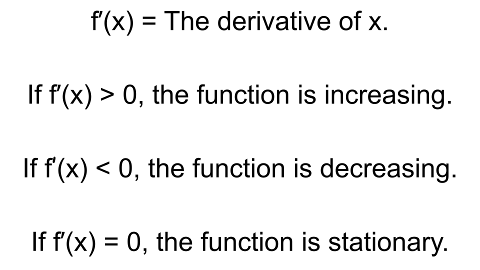 f'(x) = The derivative of x.
If f'(x) > 0, the function is increasing.
If f'(x) < 0, the function is decreasing.
If f'(x) = 0, the function is stationary.